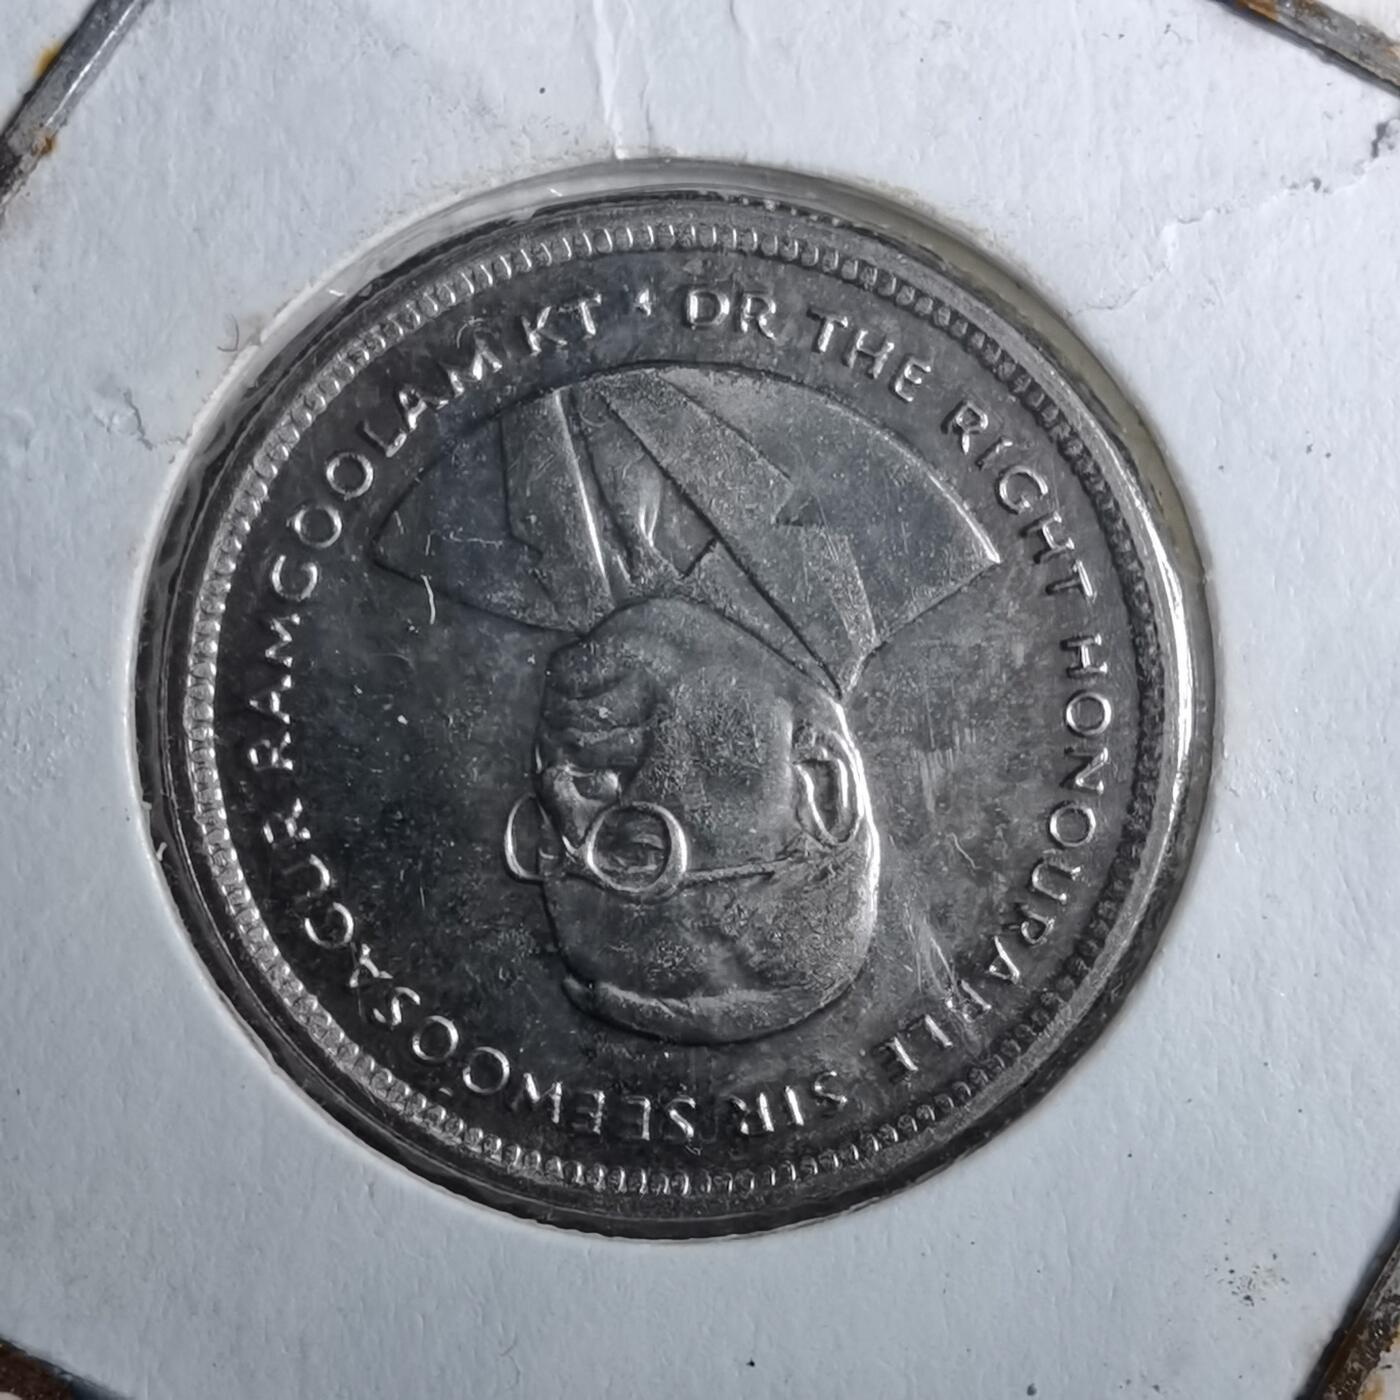 DR THE RIGHT HONOURABLE SIR SEEWOOSAGUR RAMGOOLAM KT